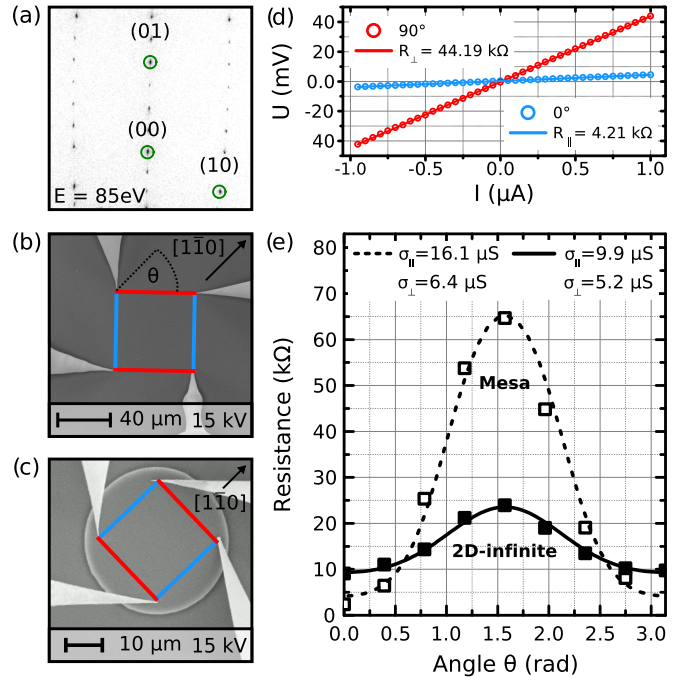 (a)
(01)
(00)
(10)
E = 85eV
(b)
[11̅0]
θ
40 μm 15 kV
(c)
[11̅0]
10 μm 15 kV
(d)
U (mV)
40
20
0.0
-20
-40
90°
R⊥ = 44.19 kΩ
0°
R∥ = 4.21 kΩ
-1.0 -0.5 0.0 0.5 1.0
I (μA)
(e)
Resistance (kΩ)
80
70
60
50
40
30
20
10
0
σ∥=16.1 μS σ∥=9.9 μS
σ⊥=6.4 μS σ⊥=5.2 μS
Mesa
2D-infinite
0.0 0.5 1.0 1.5 2.0 2.5 3.0
Angle θ (rad)